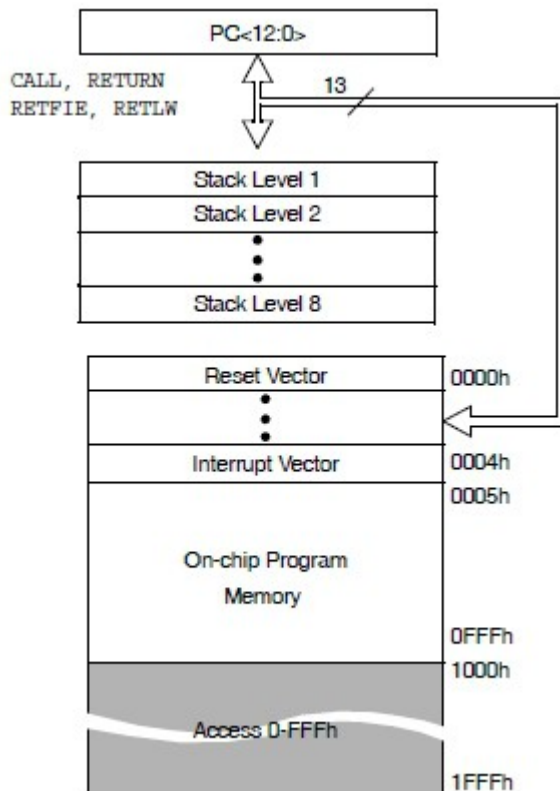 PC<12:0>
CALL, RETURN
RETFIE, RETLW
13
Stack Level 1
Stack Level 2
Stack Level 8
Reset Vector
0000h
Interrupt Vector
0004h
0005h
On-chip Program
Memory
0FFFh
1000h
Access 0-FFFh
1FFFh